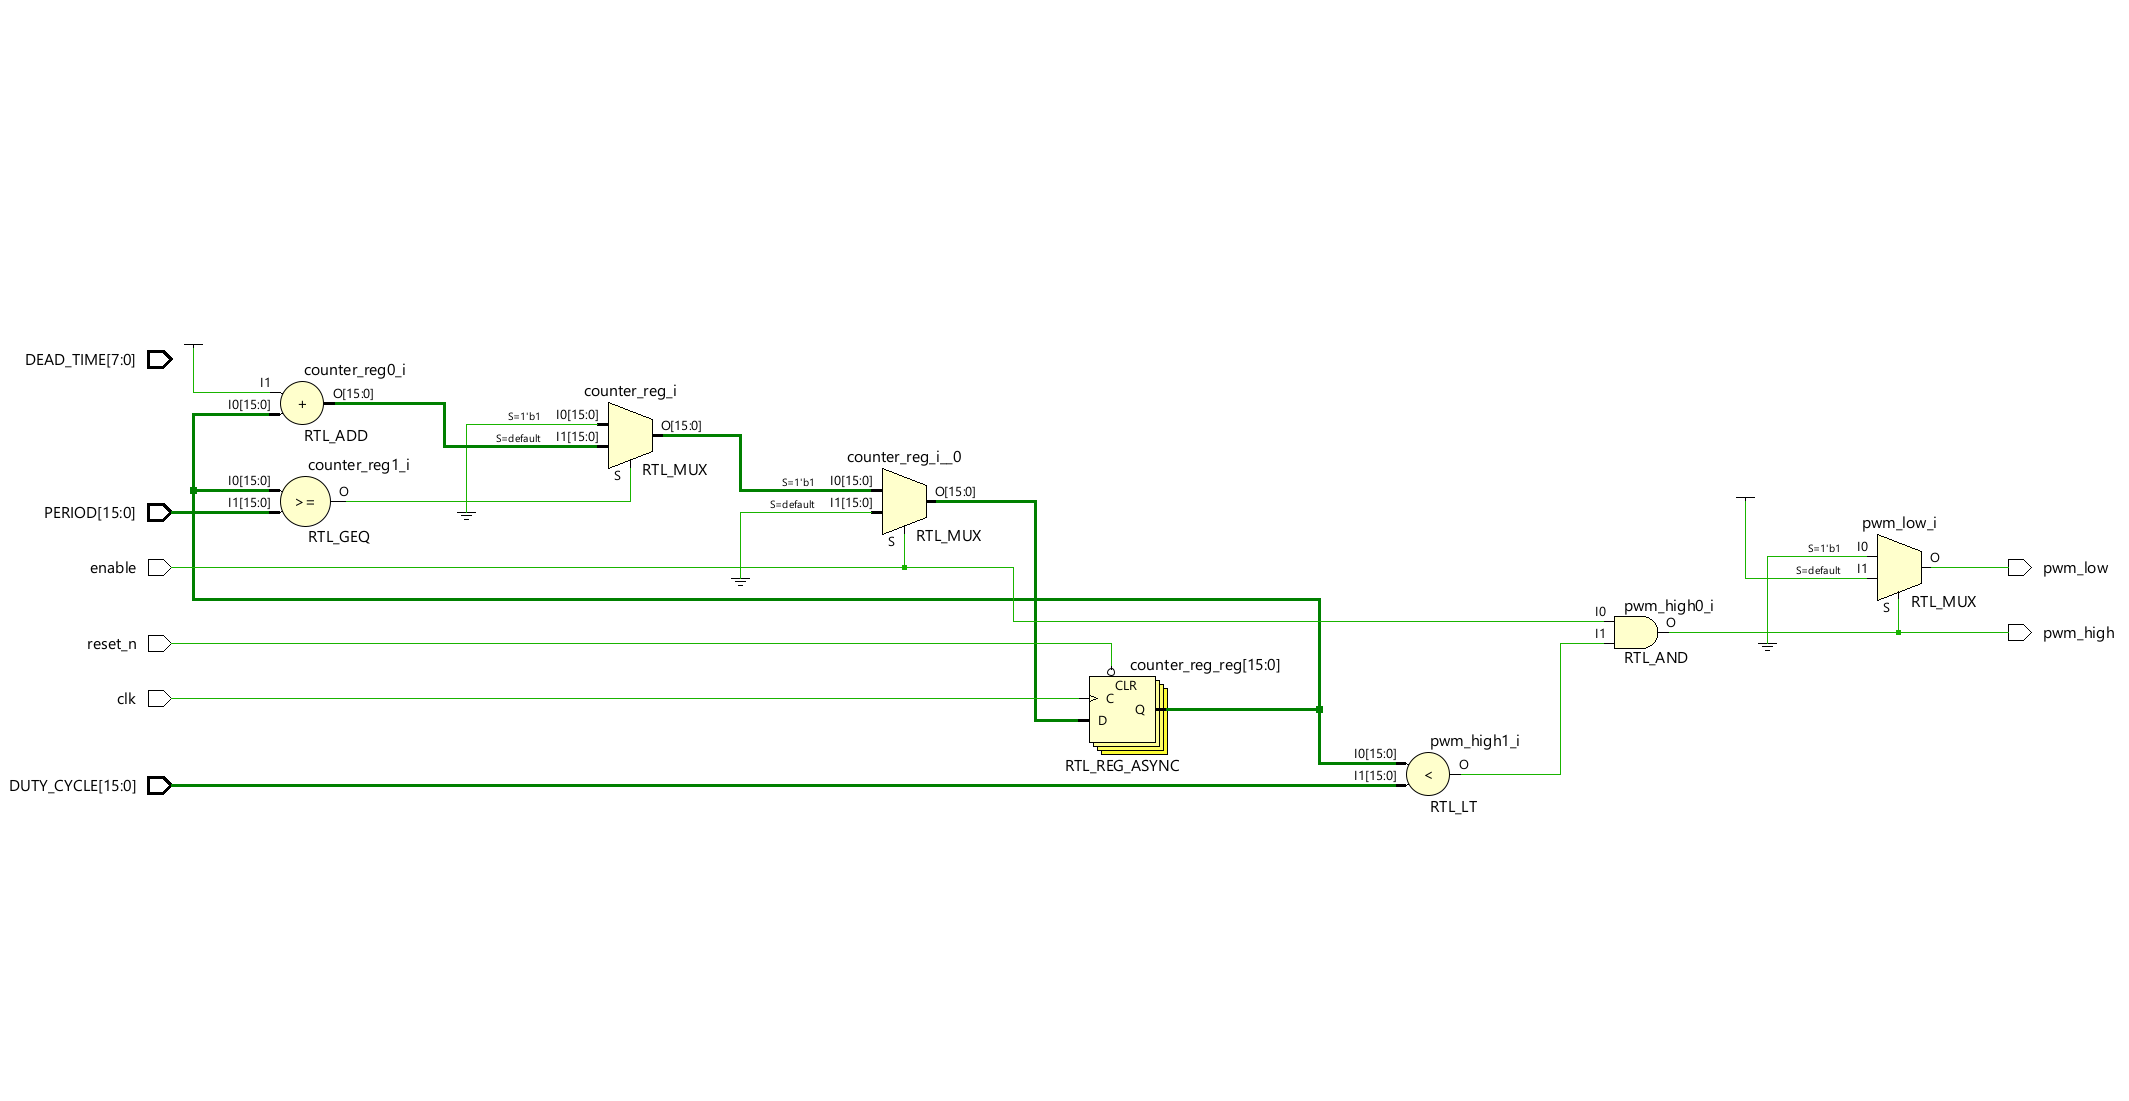 DEAD_TIME[7:0]
PERIOD[15:0]
enable
reset_n
clk
DUTY_CYCLE[15:0]
counter_reg0_i
I1
I0[15:0]
+
O[15:0]
RTL_ADD
counter_reg1_i
I0[15:0]
I1[15:0]
>=
O
RTL_GEQ
counter_reg_i
S=1'b1
I0[15:0]
S=default
I1[15:0]
O[15:0]
S
RTL_MUX
counter_reg_i__0
S=1'b1
I0[15:0]
S=default
I1[15:0]
O[15:0]
S
RTL_MUX
counter_reg_reg[15:0]
CLR
C
Q
D
RTL_REG_ASYNC
pwm_high1_i
I0[15:0]
I1[15:0]
<
O
RTL_LT
pwm_high0_i
I0
I1
O
RTL_AND
pwm_low_i
S=1'b1
I0
S=default
I1
O
S
RTL_MUX
pwm_low
pwm_high